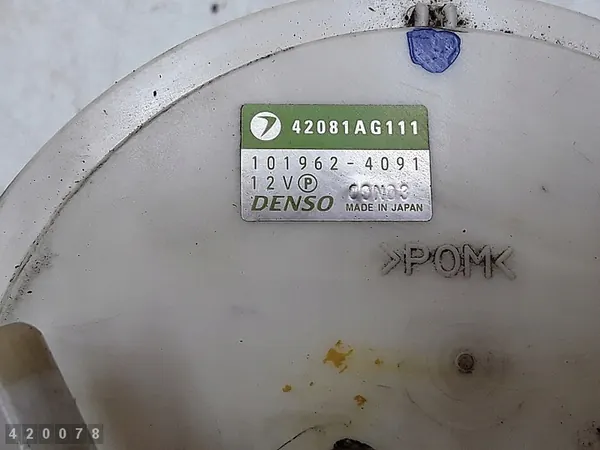 42081AG111
101962-4091
12V Ⓟ
DENSO
MADE IN JAPAN
>POM<
420078